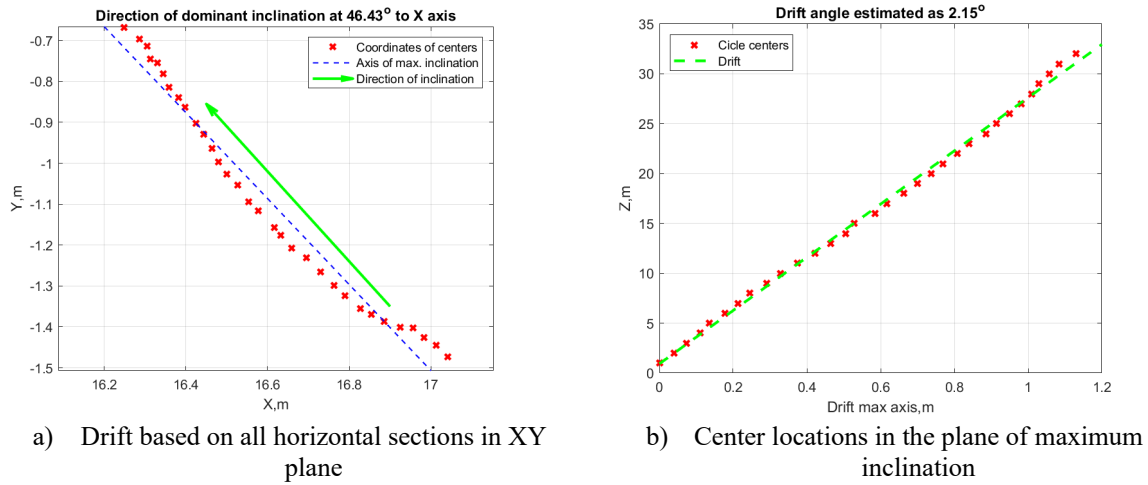 Direction of dominant inclination at 46.43° to X axis
Coordinates of centers
Axis of max. inclination
Direction of inclination
-0.7
-0.8
-0.9
-1
-1.1
-1.2
-1.3
-1.4
-1.5
Y,m
16.2
16.4
16.6
16.8
17
X,m
a) Drift based on all horizontal sections in XY
plane
Drift angle estimated as 2.15°
Cicle centers
Drift
35
30
25
20
15
10
5
0
Z,m
0
0.2
0.4
0.6
0.8
1
1.2
Drift max axis,m
b) Center locations in the plane of maximum
inclination